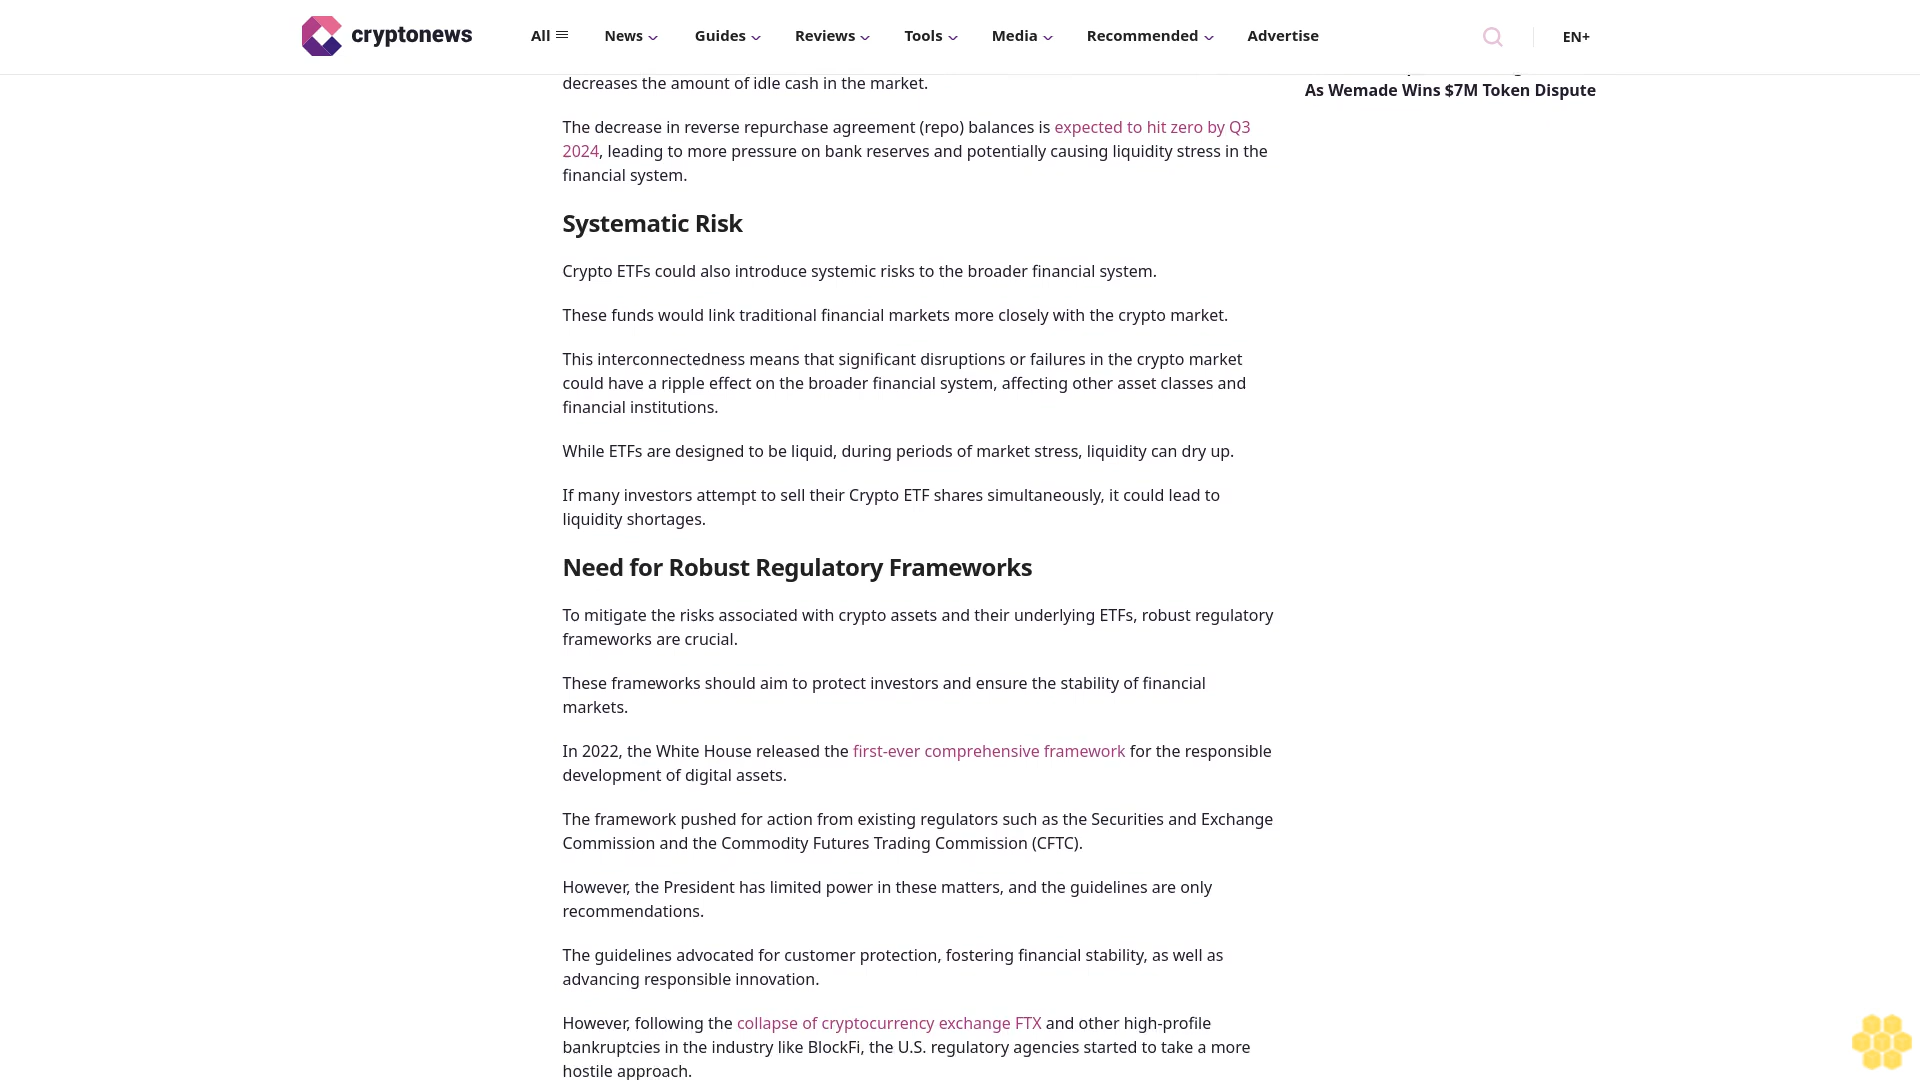 cryptonews
All
News
Guides
Reviews
Tools
Media
Recommended
Advertise
EN+
decreases the amount of idle cash in the market.
As Wemade Wins $7M Token Dispute
The decrease in reverse repurchase agreement (repo) balances is expected to hit zero by Q3
2024, leading to more pressure on bank reserves and potentially causing liquidity stress in the
financial system.
Systematic Risk
Crypto ETFs could also introduce systemic risks to the broader financial system.
These funds would link traditional financial markets more closely with the crypto market.
This interconnectedness means that significant disruptions or failures in the crypto market
could have a ripple effect on the broader financial system, affecting other asset classes and
financial institutions.
While ETFs are designed to be liquid, during periods of market stress, liquidity can dry up.
If many investors attempt to sell their Crypto ETF shares simultaneously, it could lead to
liquidity shortages.
Need for Robust Regulatory Frameworks
To mitigate the risks associated with crypto assets and their underlying ETFs, robust regulatory
frameworks are crucial.
These frameworks should aim to protect investors and ensure the stability of financial
markets.
In 2022, the White House released the first-ever comprehensive framework for the responsible
development of digital assets.
The framework pushed for action from existing regulators such as the Securities and Exchange
Commission and the Commodity Futures Trading Commission (CFTC).
However, the President has limited power in these matters, and the guidelines are only
recommendations.
The guidelines advocated for customer protection, fostering financial stability, as well as
advancing responsible innovation.
However, following the collapse of cryptocurrency exchange FTX and other high-profile
bankruptcies in the industry like BlockFi, the U.S. regulatory agencies started to take a more
hostile approach.